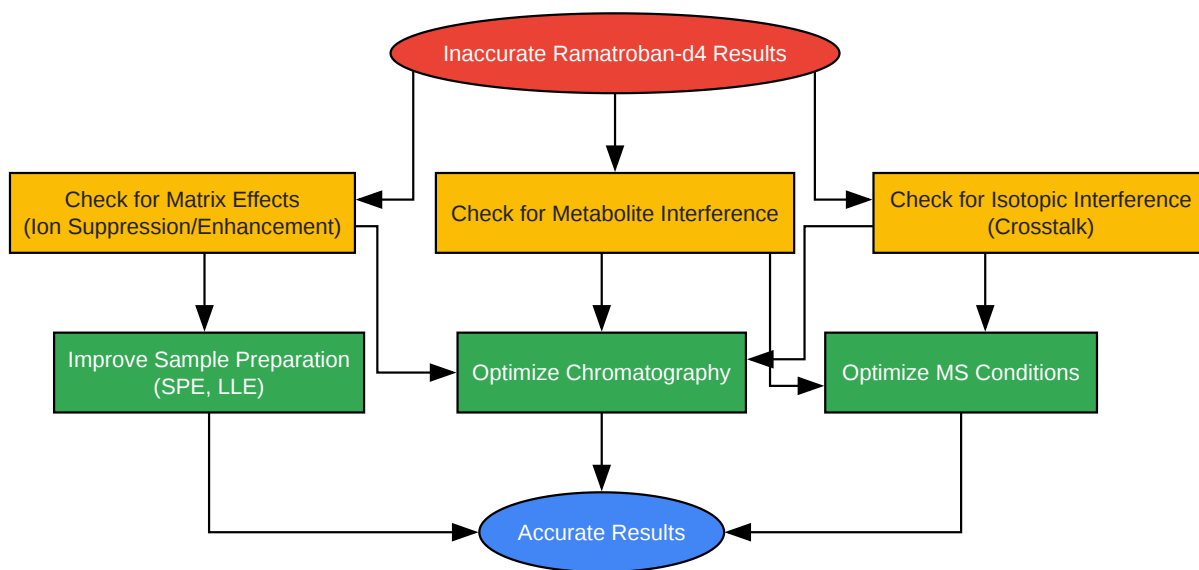 Inaccurate Ramatroban-d4 Results
Check for Matrix Effects
(Ion Suppression/Enhancement)
Check for Metabolite Interference
Check for Isotopic Interference
(Crosstalk)
Improve Sample Preparation
(SPE, LLE)
Optimize Chromatography
Optimize MS Conditions
Accurate Results